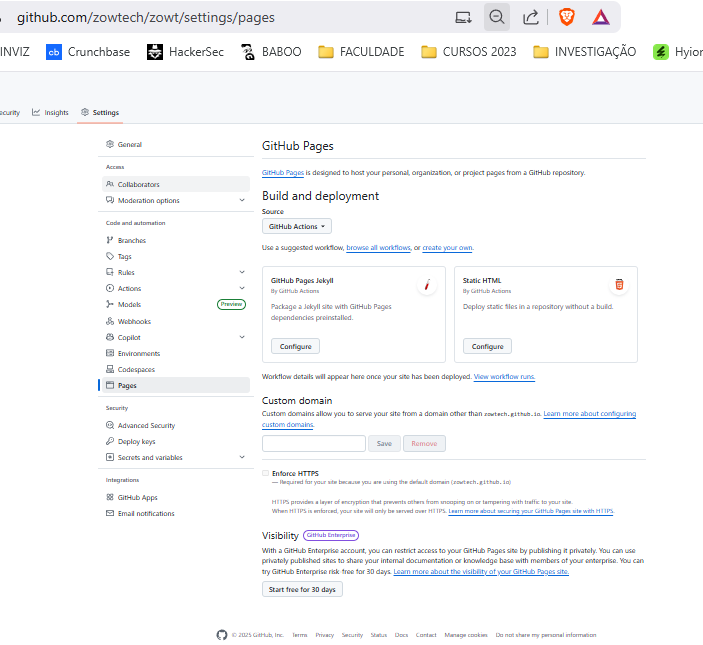 github.com/zowtech/zowt/settings/pages
INVIZ
cb Crunchbase
HackerSec
BABOO
FACULDADE
CURSOS 2023
INVESTIGAÇÃO
Hyior
ecurity
Insights
Settings
General
Access
Collaborators
Moderation options
Code and automation
Branches
Tags
Rules
Actions
Models Preview
Webhooks
Copilot
Environments
Codespaces
Pages
Security
Advanced Security
Deploy keys
Secrets and variables
Integrations
GitHub Apps
Email notifications
GitHub Pages
GitHub Pages is designed to host your personal, organization, or project pages from a GitHub repository.
Build and deployment
Source
GitHub Actions
Use a suggested workflow, browse all workflows, or create your own.
GitHub Pages Jekyll
By GitHub Actions
Package a Jekyll site with GitHub Pages
dependencies preinstalled.
Configure
Static HTML
By GitHub Actions
Deploy static files in a repository without a build.
Configure
Workflow details will appear here once your site has been deployed. View workflow runs.
Custom domain
Custom domains allow you to serve your site from a domain other than zowtech.github.io. Learn more about configuring
custom domains.
Save
Remove
Enforce HTTPS
— Required for your site because you are using the default domain (zowtech.github.io)
HTTPS provides a layer of encryption that prevents others from snooping on or tampering with traffic to your site.
When HTTPS is enforced, your site will only be served over HTTPS. Learn more about securing your GitHub Pages site with HTTPS.
Visibility GitHub Enterprise
With a GitHub Enterprise account, you can restrict access to your GitHub Pages site by publishing it privately. You can use
privately published sites to share your internal documentation or knowledge base with members of your enterprise. You can
try GitHub Enterprise risk-free for 30 days. Learn more about the visibility of your GitHub Pages site.
Start free for 30 days
© 2025 GitHub, Inc. Terms Privacy Security Status Docs Contact Manage cookies Do not share my personal information